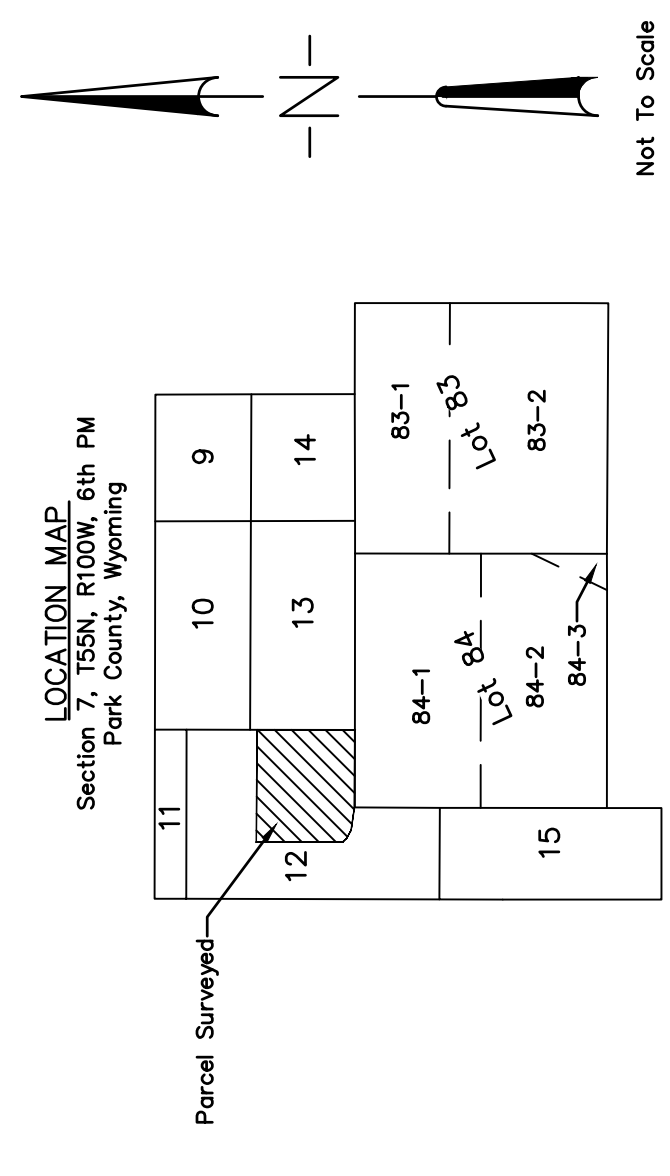 LOCATION MAP
Section 7, T55N, R100W, 6th PM
Park County, Wyoming
11
10
9
12
13
14
Parcel Surveyed
84-1
83-1
Lot 84
Lot 83
84-2
83-2
84-3
15
N
Not To Scale